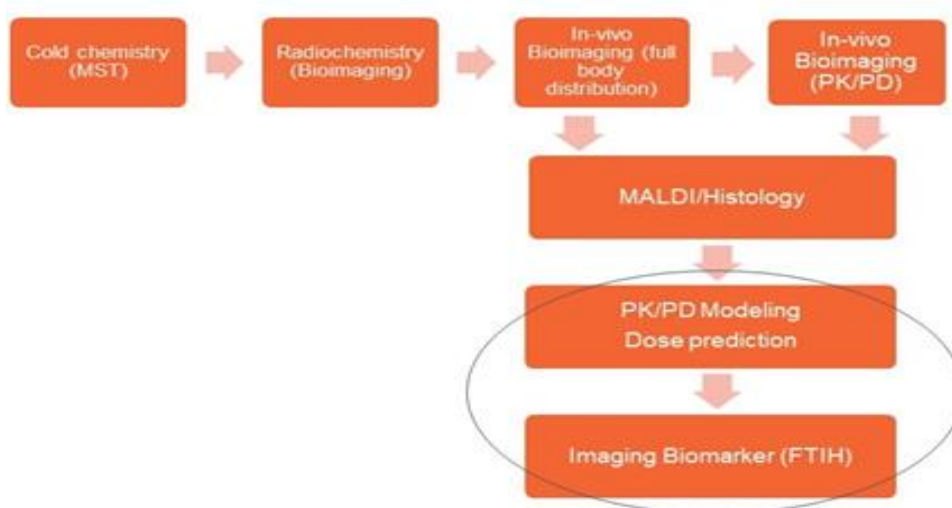 Cold chemistry
(MST)
Radiochemistry
(Bioimaging)
In-vivo
Bioimaging (full
body
distribution)
In-vivo
Bioimaging
(PK/PD)
MALDI/Histology
PK/PD Modeling
Dose prediction
Imaging Biomarker (FTIH)